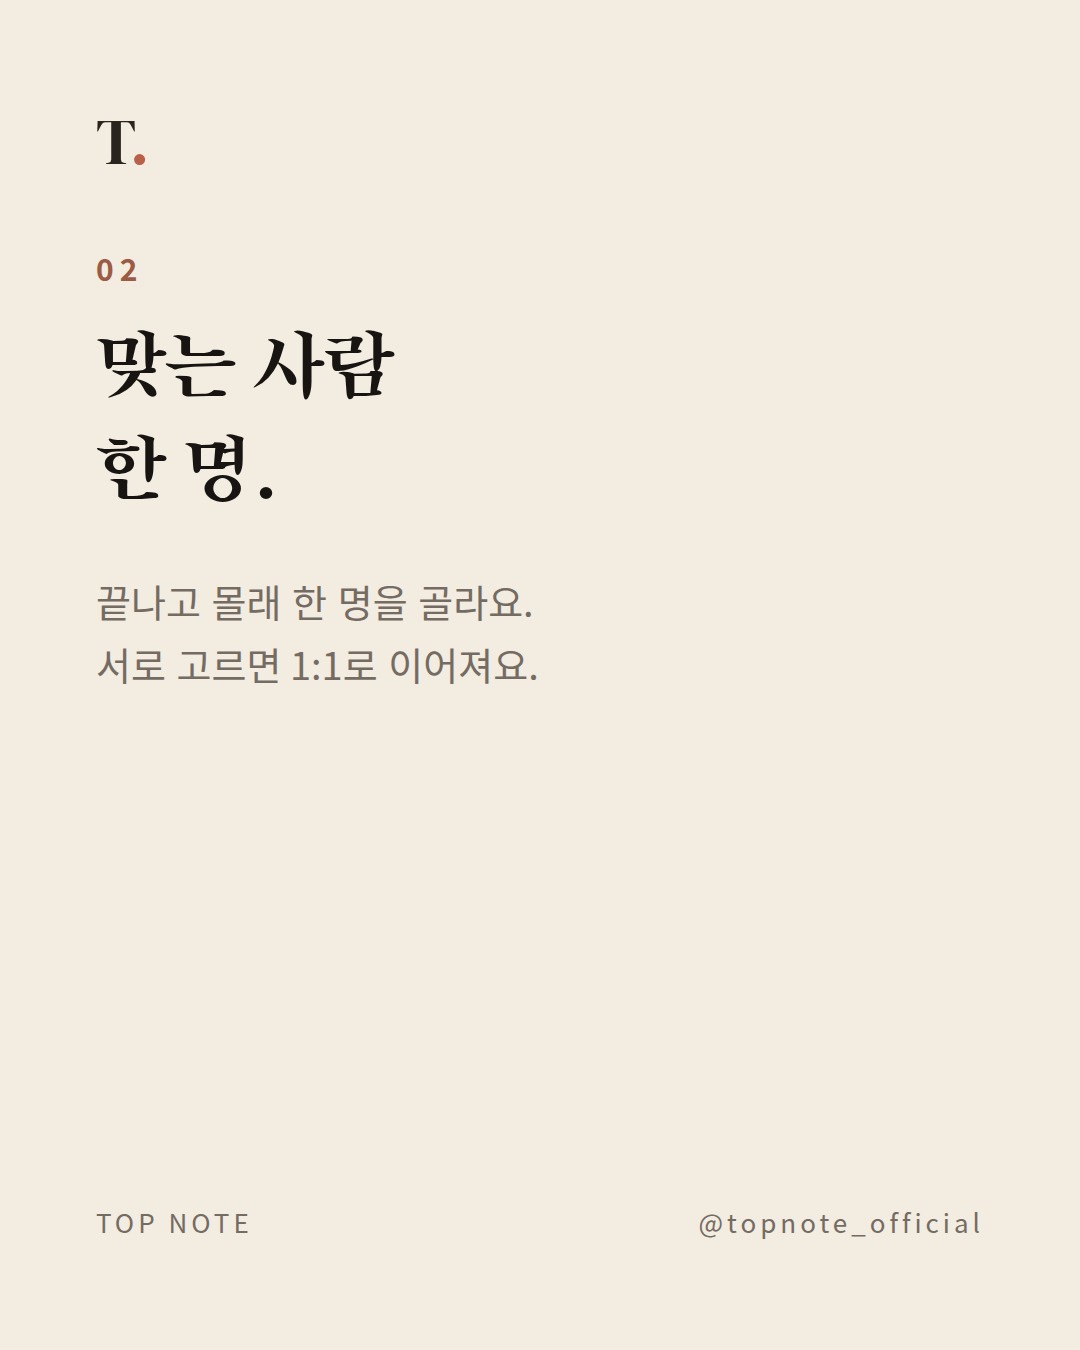 T.
02
맞는 사람
한 명.
끝나고 몰래 한 명을 골라요.
서로 고르면 1:1로 이어져요.
TOP NOTE
@topnote_official